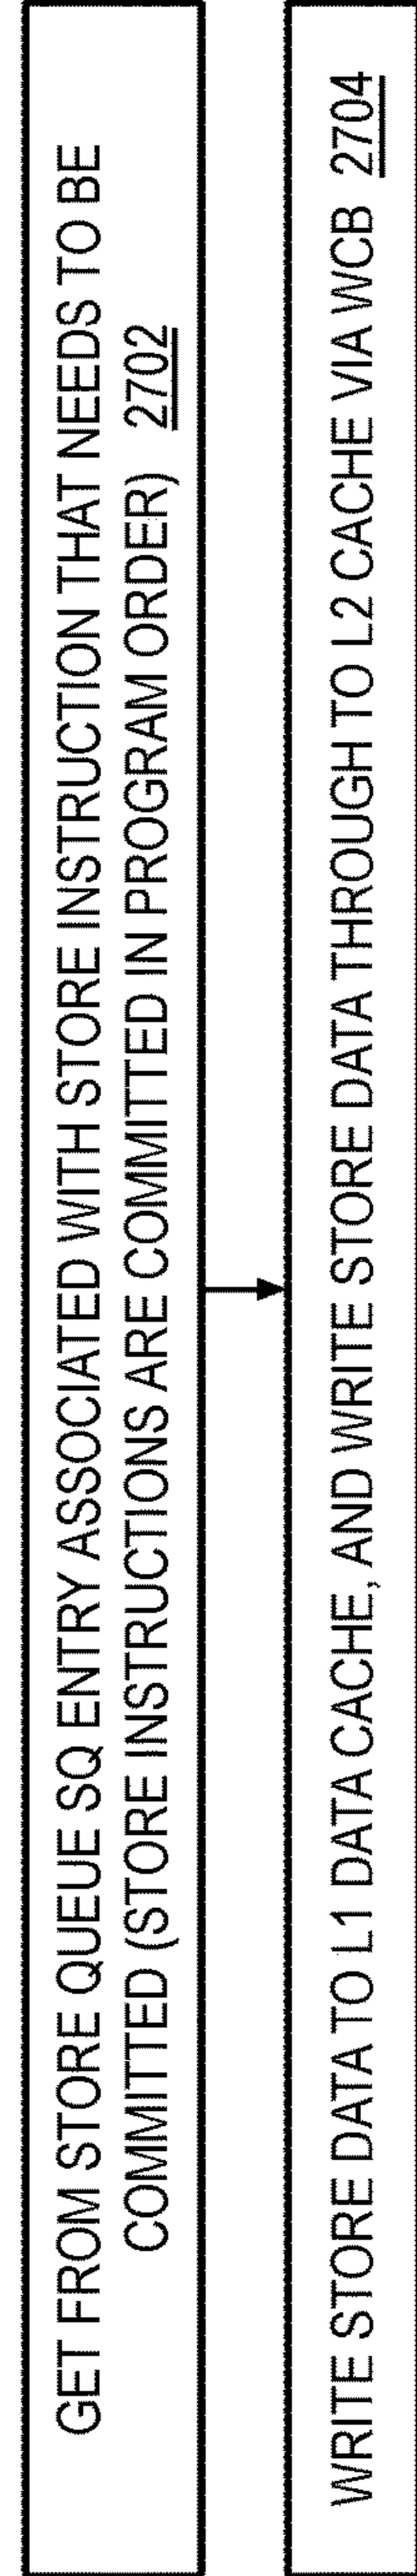 GET FROM STORE QUEUE SQ ENTRY ASSOCIATED WITH STORE INSTRUCTION THAT NEEDS TO BE
COMMITTED (STORE INSTRUCTIONS ARE COMMITTED IN PROGRAM ORDER) 2702
WRITE STORE DATA TO L1 DATA CACHE, AND WRITE STORE DATA THROUGH TO L2 CACHE VIA WCB 2704